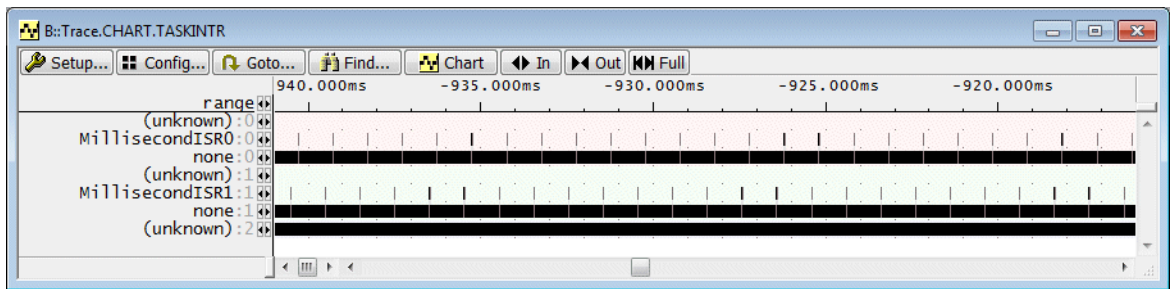 B::Trace.CHART.TASKINTR
Setup... Config... Goto... Find... Chart In Out Full
940.000ms -935.000ms -930.000ms -925.000ms -920.000ms
range
(unknown):0
MillisecondISR0:0
none:0
(unknown):1
MillisecondISR1:1
none:1
(unknown):2